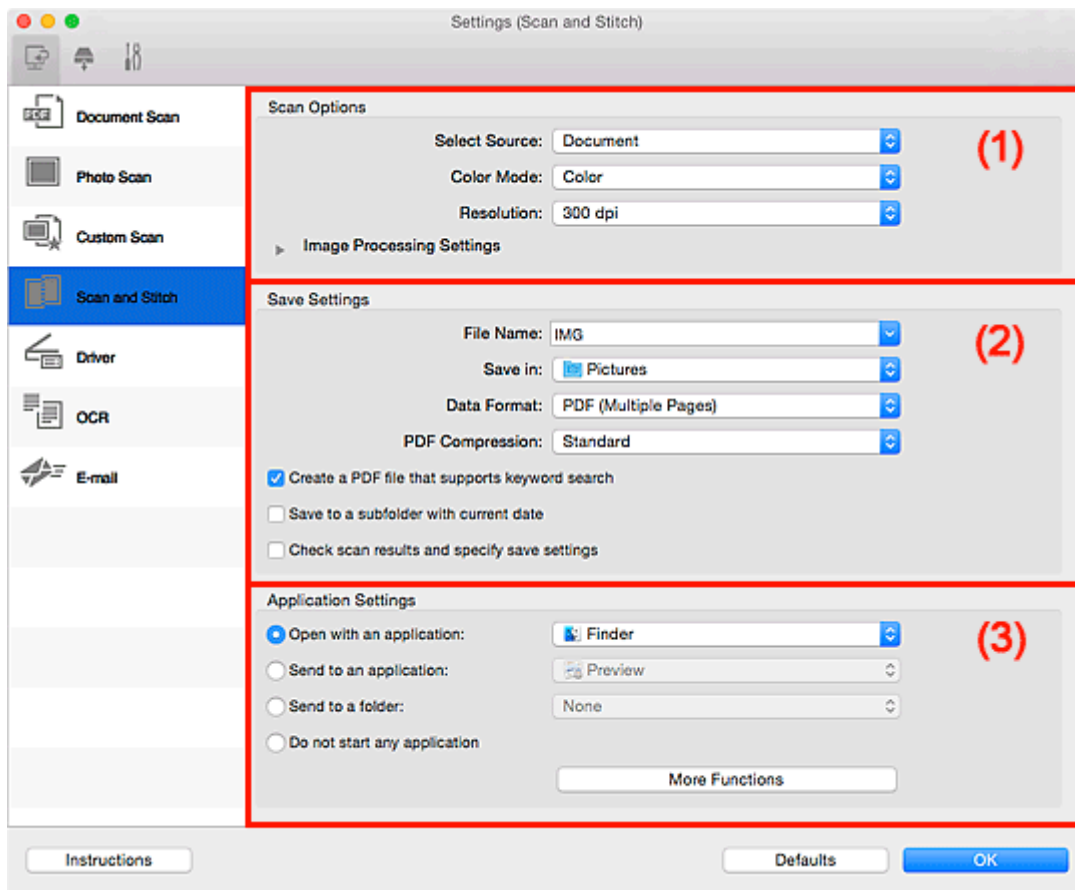 Settings (Scan and Stitch)
Document Scan
Photo Scan
Custom Scan
Scan and Stitch
Driver
OCR
E-mail
Scan Options
(1)
Select Source: Document
Color Mode: Color
Resolution: 300 dpi
Image Processing Settings
Save Settings
(2)
File Name: IMG
Save in: Pictures
Data Format: PDF (Multiple Pages)
PDF Compression: Standard
Create a PDF file that supports keyword search
Save to a subfolder with current date
Check scan results and specify save settings
Application Settings
(3)
Open with an application: Finder
Send to an application: Preview
Send to a folder: None
Do not start any application
More Functions
Instructions
Defaults
OK